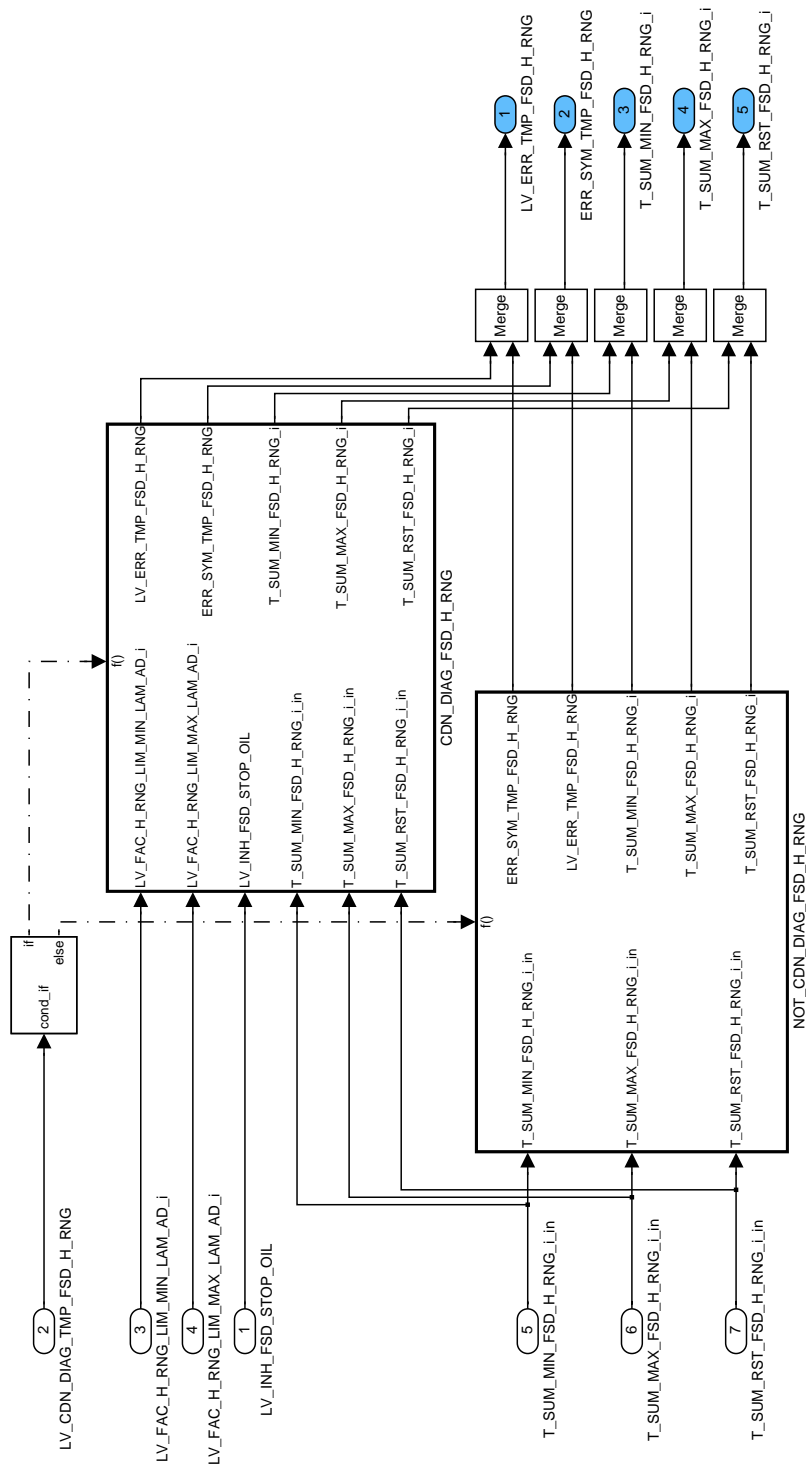 2
LV_CDN_DIAG_TMP_FSD_H_RNG
cond_if
if
else
3
LV_FAC_H_RNG_LIM_MIN_LAM_AD_i
4
LV_FAC_H_RNG_LIM_MAX_LAM_AD_i
1
LV_INH_FSD_STOP_OIL
f()
LV_FAC_H_RNG_LIM_MIN_LAM_AD_i
LV_FAC_H_RNG_LIM_MAX_LAM_AD_i
LV_INH_FSD_STOP_OIL
T_SUM_MIN_FSD_H_RNG_i_in
T_SUM_MAX_FSD_H_RNG_i_in
T_SUM_RST_FSD_H_RNG_i_in
LV_ERR_TMP_FSD_H_RNG
ERR_SYM_TMP_FSD_H_RNG
T_SUM_MIN_FSD_H_RNG_i
T_SUM_MAX_FSD_H_RNG_i
T_SUM_RST_FSD_H_RNG_i
CDN_DIAG_FSD_H_RNG
5
T_SUM_MIN_FSD_H_RNG_i_in
6
T_SUM_MAX_FSD_H_RNG_i_in
7
T_SUM_RST_FSD_H_RNG_i_in
f()
T_SUM_MIN_FSD_H_RNG_i_in
T_SUM_MAX_FSD_H_RNG_i_in
T_SUM_RST_FSD_H_RNG_i_in
ERR_SYM_TMP_FSD_H_RNG
LV_ERR_TMP_FSD_H_RNG
T_SUM_MIN_FSD_H_RNG_i
T_SUM_MAX_FSD_H_RNG_i
T_SUM_RST_FSD_H_RNG_i
NOT_CDN_DIAG_FSD_H_RNG
Merge
Merge
Merge
Merge
Merge
1
LV_ERR_TMP_FSD_H_RNG
2
ERR_SYM_TMP_FSD_H_RNG
3
T_SUM_MIN_FSD_H_RNG_i
4
T_SUM_MAX_FSD_H_RNG_i
5
T_SUM_RST_FSD_H_RNG_i